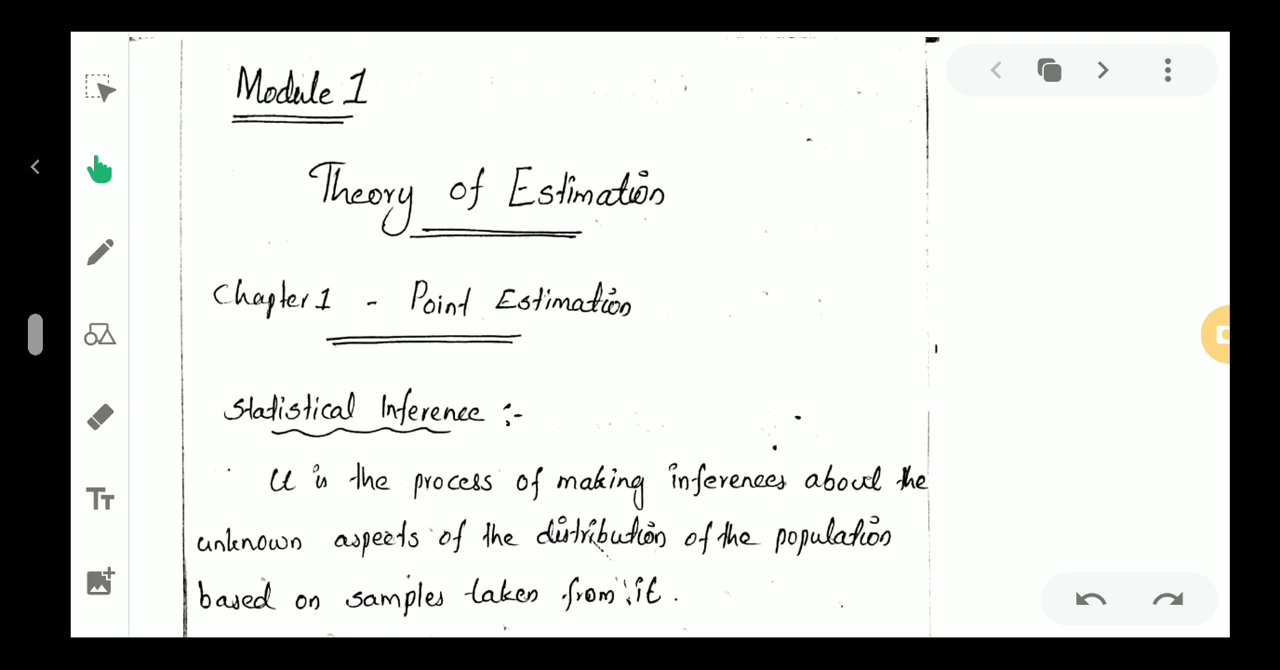 Module 1
Theory of Estimation
Chapter 1 - Point Estimation
Statistical Inference :-
It is the process of making inferences about the
unknown aspects of the distribution of the population
based on samples taken from it.
TT